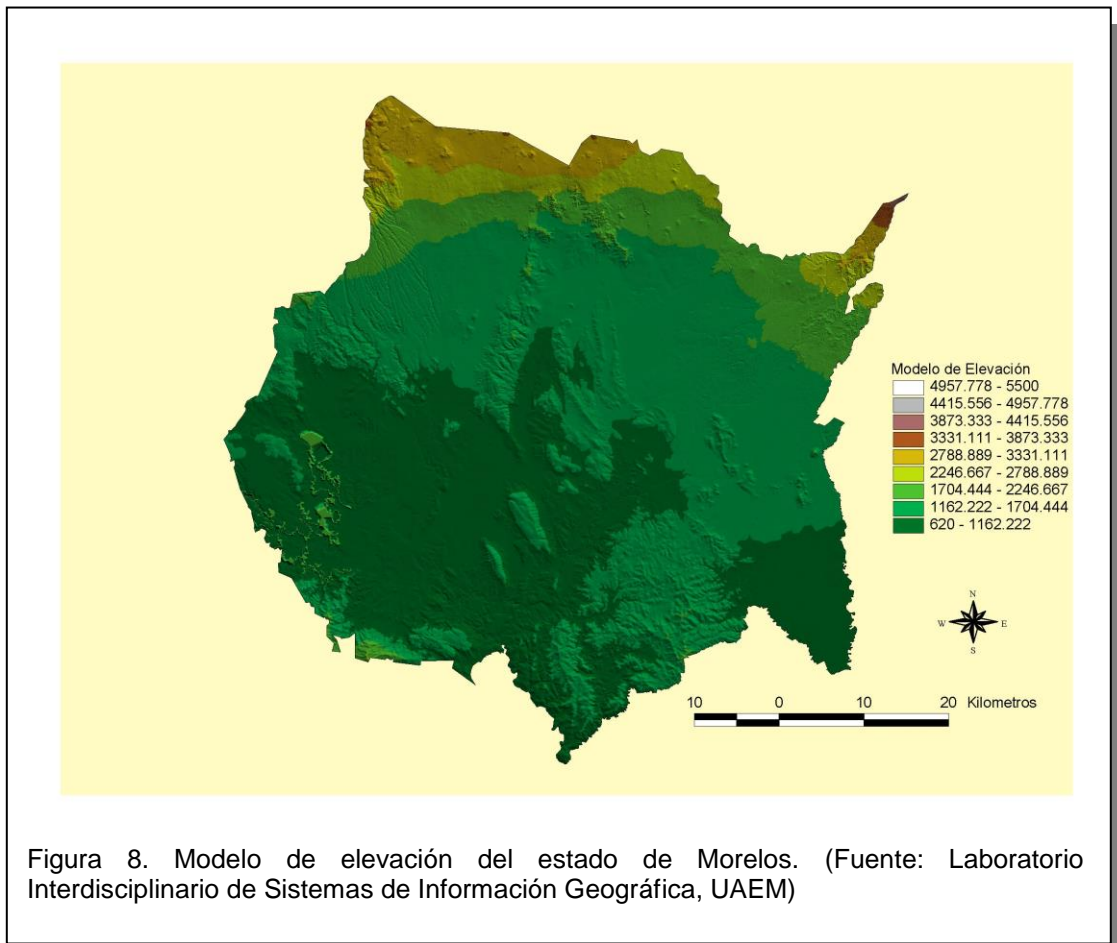 Modelo de Elevación
4957.778 - 5500
4415.556 - 4957.778
3873.333 - 4415.556
3331.111 - 3873.333
2788.889 - 3331.111
2246.667 - 2788.889
1704.444 - 2246.667
1162.222 - 1704.444
620 - 1162.222
N
W E
S
10 0 10 20 Kilometros
Figura 8. Modelo de elevación del estado de Morelos. (Fuente: Laboratorio
Interdisciplinario de Sistemas de Información Geográfica, UAEM)